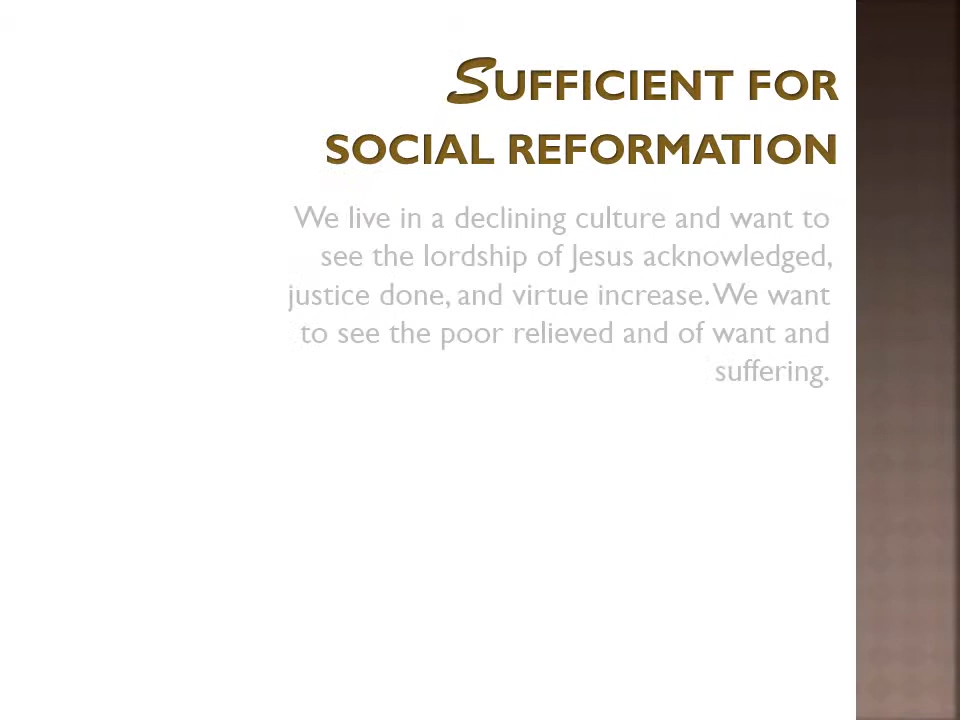 SUFFICIENT FOR
SOCIAL REFORMATION
We live in a declining culture and want to
see the lordship of Jesus acknowledged,
justice done, and virtue increase. We want
to see the poor relieved and of want and
suffering.